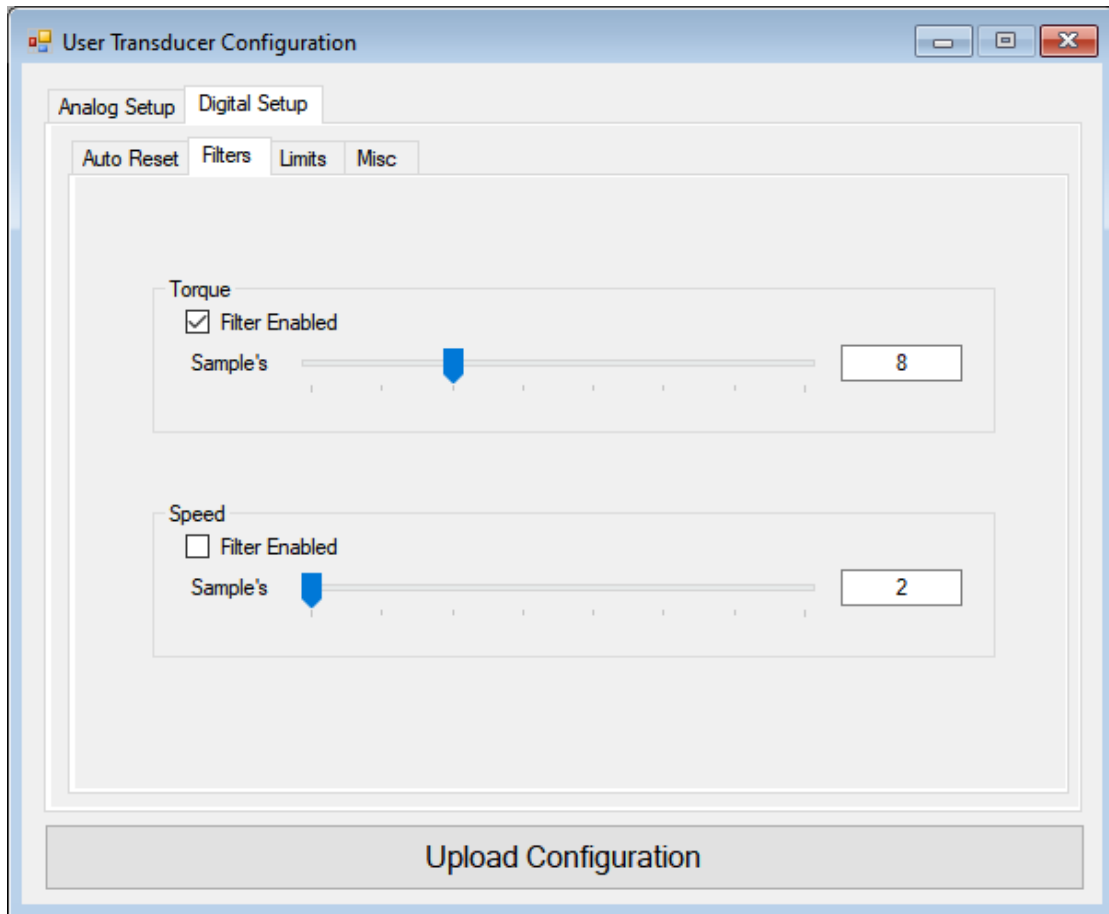 User Transducer Configuration
Analog Setup Digital Setup
Auto Reset Filters Limits Misc
Torque
Filter Enabled
Sample's 8
Speed
Filter Enabled
Sample's 2
Upload Configuration